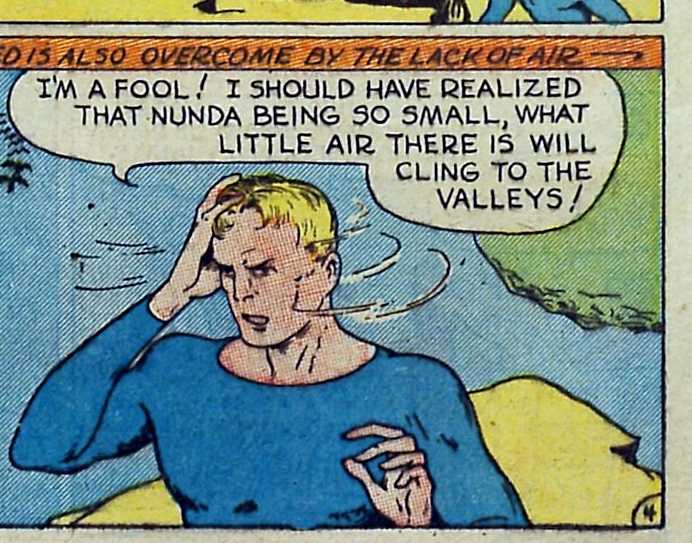 ED IS ALSO OVERCOME BY THE LACK OF AIR
I'M A FOOL! I SHOULD HAVE REALIZED
THAT NUNDA BEING SO SMALL, WHAT
LITTLE AIR THERE IS WILL
CLING TO THE
VALLEYS!
4